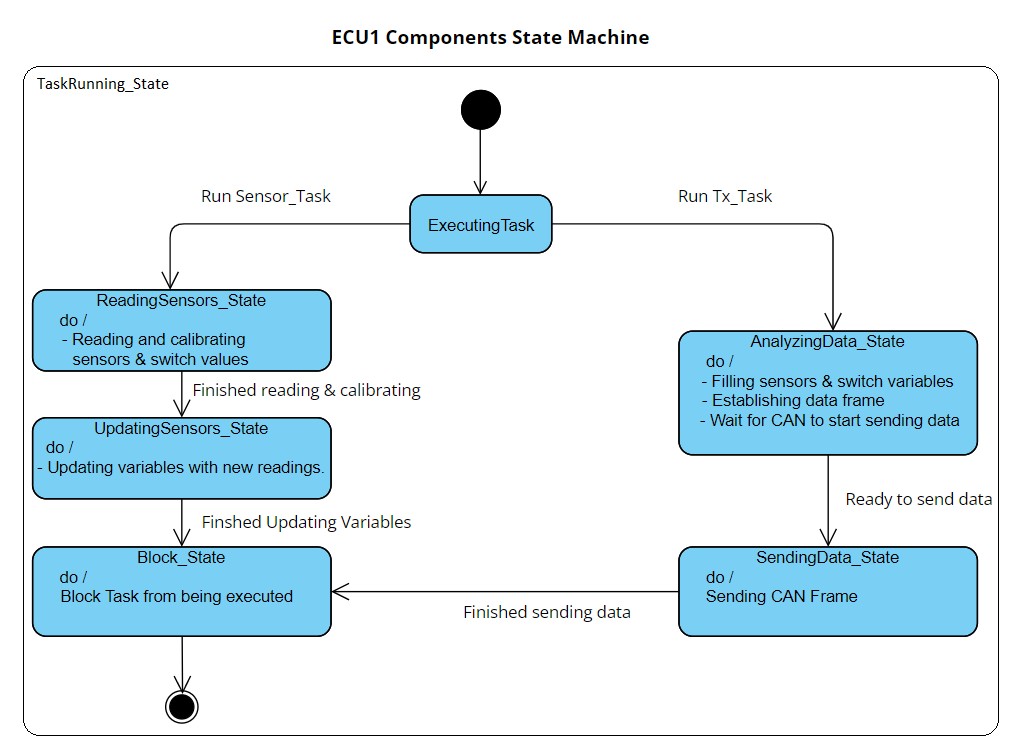 ECU1 Components State Machine
TaskRunning_State
Run Sensor_Task
Run Tx_Task
ExecutingTask
ReadingSensors_State
do /
- Reading and calibrating
sensors & switch values
Finished reading & calibrating
UpdatingSensors_State
do /
- Updating variables with new readings.
Finshed Updating Variables
AnalyzingData_State
do /
- Filling sensors & switch variables
- Establishing data frame
- Wait for CAN to start sending data
Ready to send data
SendingData_State
do /
Sending CAN Frame
Finished sending data
Block_State
do /
Block Task from being executed